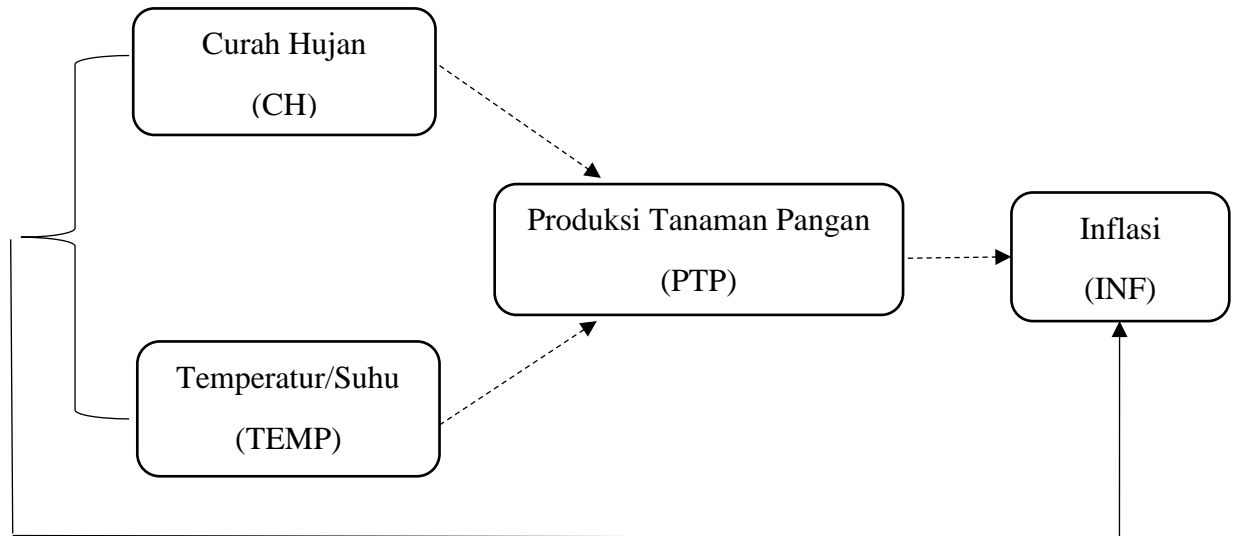 Curah Hujan
(CH)
Produksi Tanaman Pangan
(PTP)
Inflasi
(INF)
Temperatur/Suhu
(TEMP)